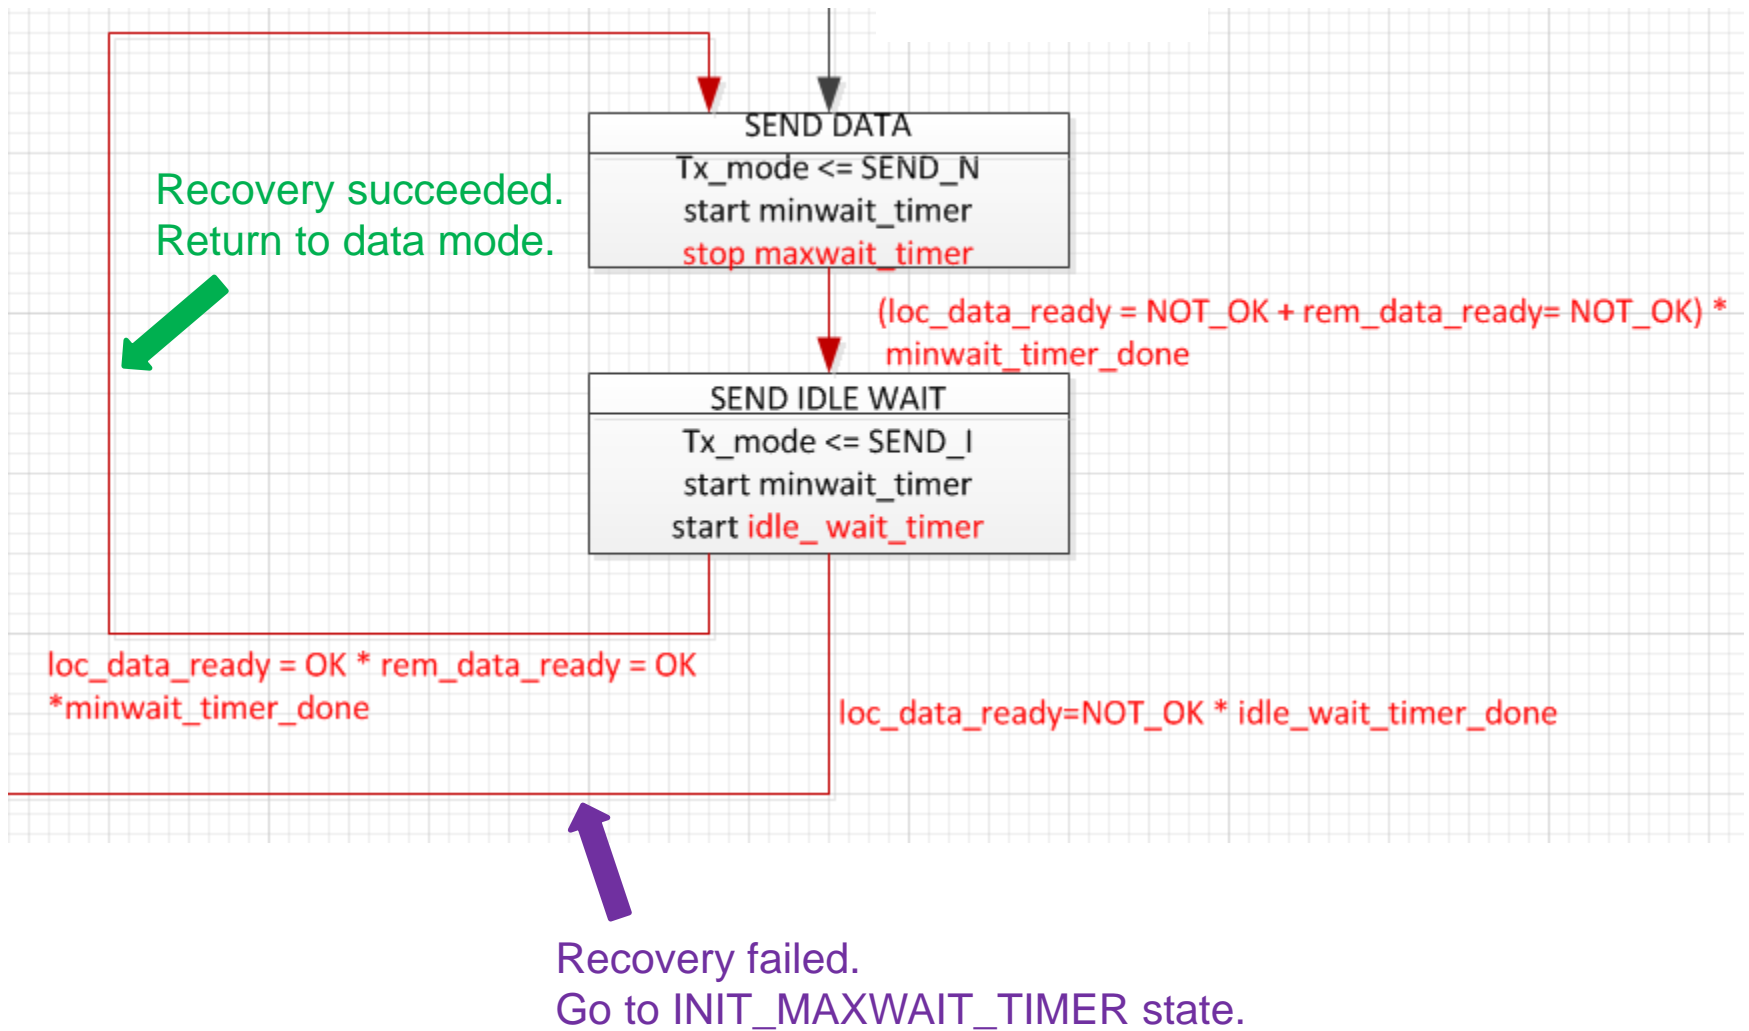 SEND DATA
Tx_mode <= SEND_N
start minwait_timer
stop maxwait_timer
Recovery succeeded.
Return to data mode.
(loc_data_ready = NOT_OK + rem_data_ready= NOT_OK) *
minwait_timer_done
SEND IDLE WAIT
Tx_mode <= SEND_I
start minwait_timer
start idle_ wait_timer
loc_data_ready = OK * rem_data_ready = OK
*minwait_timer_done
loc_data_ready=NOT_OK * idle_wait_timer_done
Recovery failed.
Go to INIT_MAXWAIT_TIMER state.